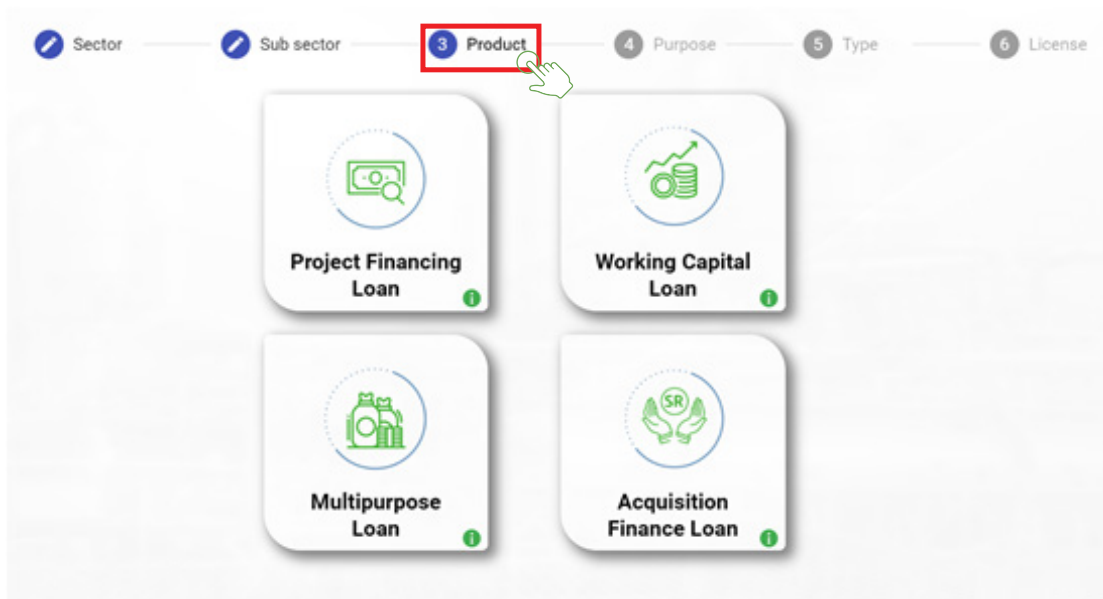 Sector
Sub sector
3 Product
4 Purpose
5 Type
6 License
Project Financing
Loan
i
Working Capital
Loan
i
Multipurpose
Loan
i
SR
Acquisition
Finance Loan
i